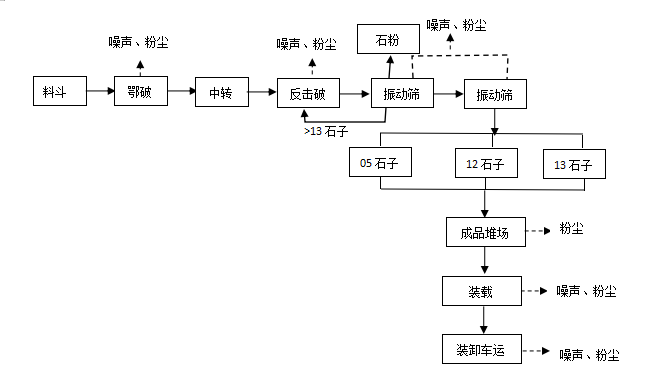 噪声、粉尘
噪声、粉尘
石粉
噪声、粉尘
料斗
鄂破
中转
反击破
振动筛
振动筛
>13 石子
05 石子
12 石子
13 石子
成品堆场
粉尘
装载
噪声、粉尘
装卸车运
噪声、粉尘